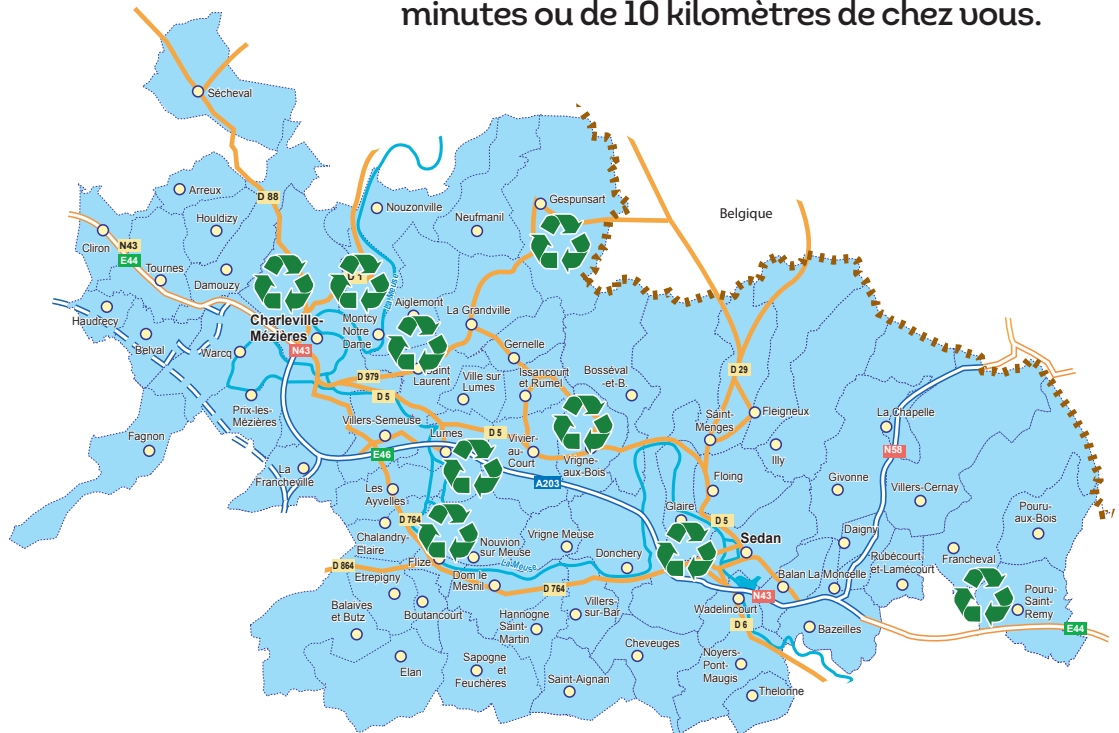 minutes ou de 10 kilomètres de chez vous.
Sécheval
Arreux
D 88
Houldizy
Nouzonville
Neufmanil
Gespunsart
Belgique
Cliron
N43
E44
Tournes
Damouzy
La Meuse
Aiglemont
La Grandville
Haudrecy
Charleville-
Mézières
Montcy
Notre
Dame
Belval
Warcq
N43
Gernelle
D 979
Saint
Laurent
Ville sur
Lumes
Issancourt
et Rumel
Bosséval
-et-B.
D 29
D 5
Prix-les-
Mézières
Villers-Semeuse
Lumes
D 5
Vivier-
au-
Court
Vrigne-
aux-Bois
Saint-
Menges
Fleigneux
Illy
La Chapelle
N58
Fagnon
La
Francheville
E46
A203
Floing
Givonne
Villers-Cernay
Les
Ayvelles
D 764
Glaire
D 5
Pouru-
aux-Bois
Chalandry-
Elaire
Flize
Nouvion
sur Meuse
Vrigne Meuse
Donchery
Sedan
Daigny
Rubécourt-
et-Lamécourt
Francheval
D 864
Etrepigny
La Meuse
Dom le
Mesnil
D 764
Balan
La Moncelle
N43
Wadelincourt
D 6
Bazeilles
Pouru-
Saint-
Remy
E44
Balaives
et Butz
Boutancourt
Hannogne
Saint-
Martin
Villers-
sur-Bar
Cheveuges
Noyers-
Pont-
Maugis
Elan
Sapogne
et
Feuchères
Saint-Aignan
Thelonne